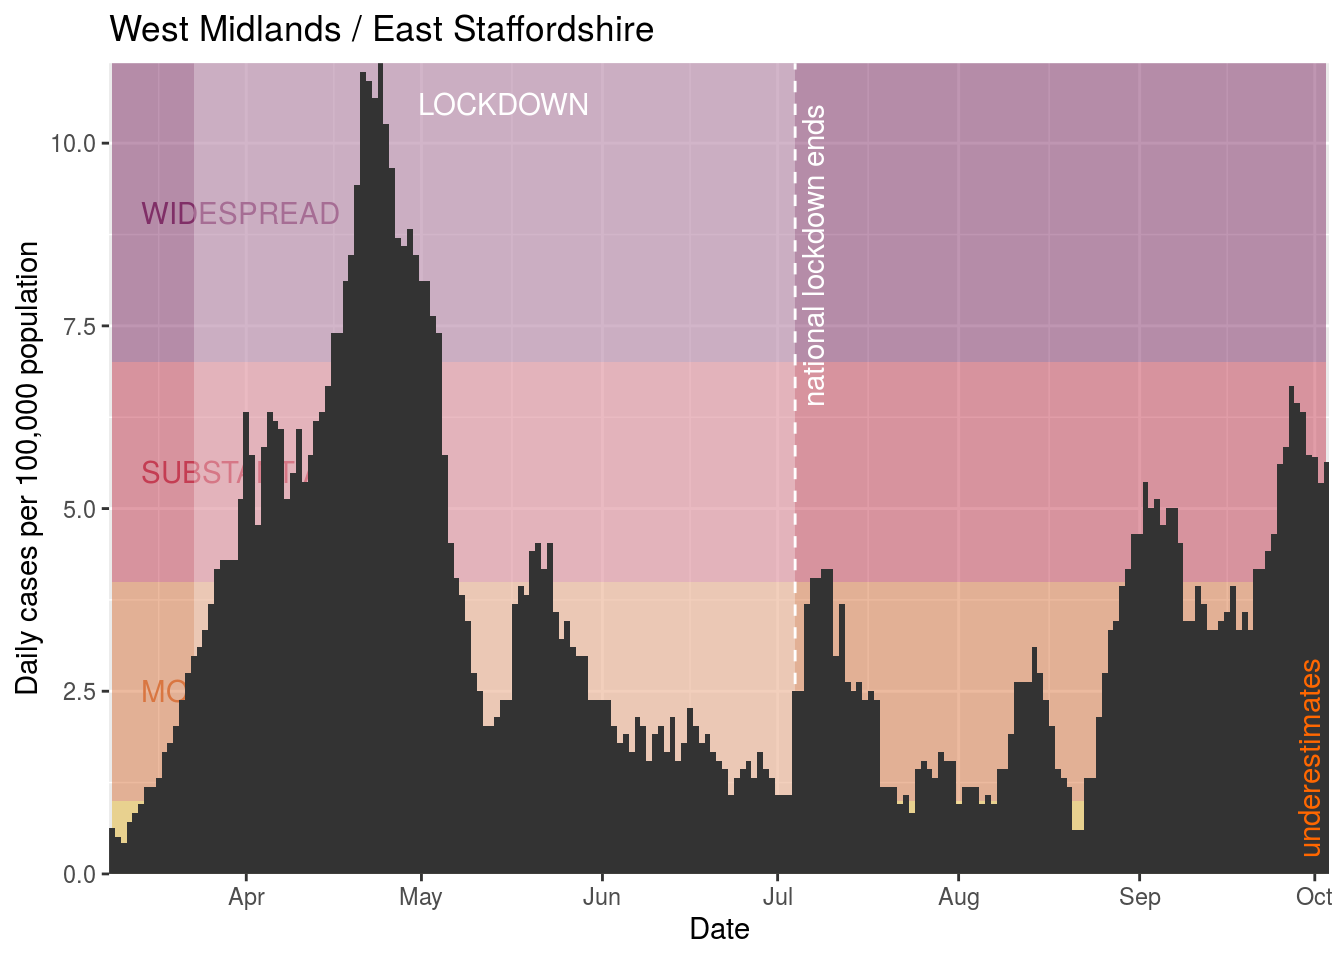 West Midlands / East Staffordshire
LOCKDOWN
WIDESPREAD
national lockdown ends
underestimates
Daily cases per 100,000 population
10.0
7.5
5.0
2.5
0.0
Apr
May
Jun
Jul
Aug
Sep
Oct
Date